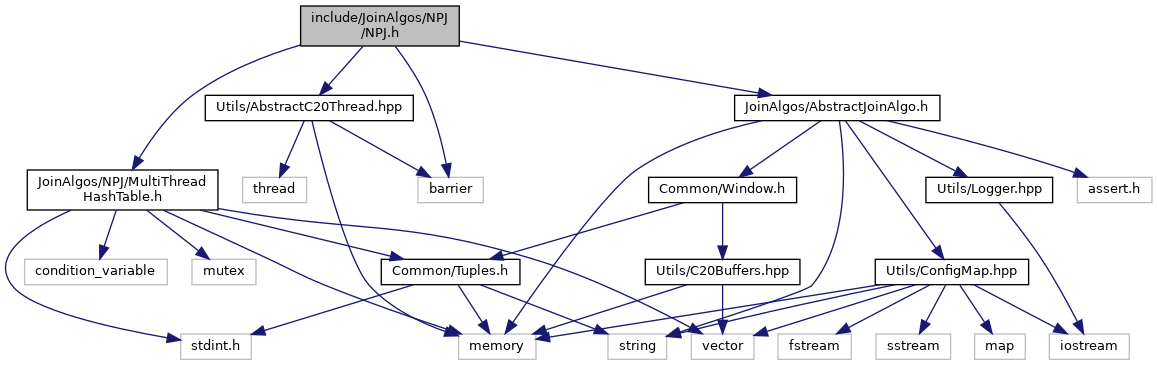 include/JoinAlgos/NPJ
/NPJ.h
Utils/AbstractC20Thread.hpp
JoinAlgos/AbstractJoinAlgo.h
JoinAlgos/NPJ/MultiThread
HashTable.h
thread
barrier
Common/Window.h
Utils/Logger.hpp
assert.h
condition_variable
mutex
Common/Tuples.h
Utils/C20Buffers.hpp
Utils/ConfigMap.hpp
stdint.h
memory
string
vector
fstream
sstream
map
iostream